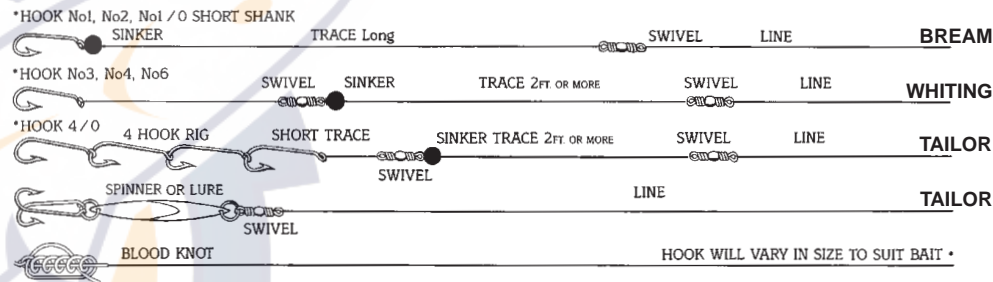 *HOOK No1, No2, No1/0 SHORT SHANK
SINKER TRACE Long SWIVEL LINE BREAM
*HOOK No3, No4, No6
SWIVEL SINKER TRACE 2FT. OR MORE SWIVEL LINE WHITING
*HOOK 4/0
4 HOOK RIG SHORT TRACE SINKER TRACE 2FT. OR MORE SWIVEL LINE TAILOR
SWIVEL
SPINNER OR LURE LINE TAILOR
SWIVEL
BLOOD KNOT HOOK WILL VARY IN SIZE TO SUIT BAIT •